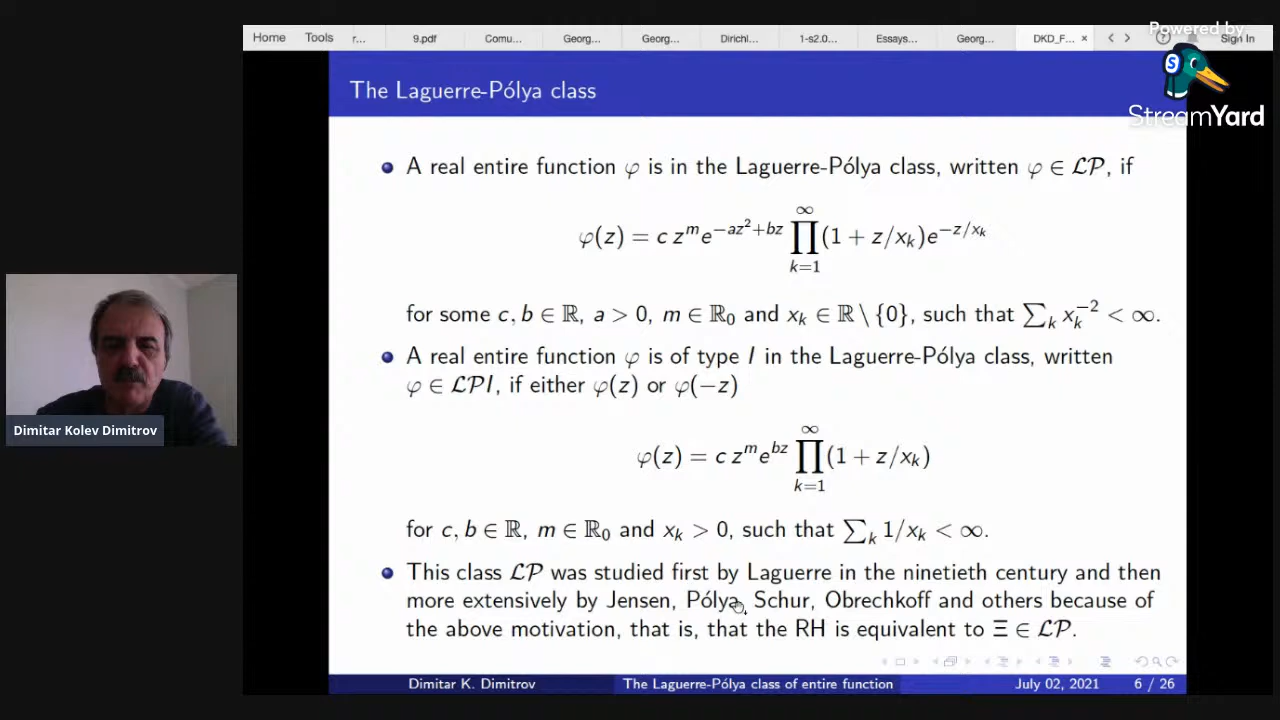 Home Tools r... 9.pdf Comu... Georg... Georg... Dirichl... 1-s2.0... Essays... Georg... DKD_F... × Sign In
Powered by
StreamYard
The Laguerre-Pólya class
A real entire function φ is in the Laguerre-Pólya class, written φ ∈ ℒ𝒫, if
φ(z) = c z^m e^{−az²+bz} ∏_{k=1}^{∞} (1 + z/x_k)e^{−z/x_k}
for some c, b ∈ ℝ, a > 0, m ∈ ℝ₀ and x_k ∈ ℝ \ {0}, such that ∑_k x_k^{−2} < ∞.
A real entire function φ is of type I in the Laguerre-Pólya class, written
φ ∈ ℒ𝒫I, if either φ(z) or φ(−z)
φ(z) = c z^m e^{bz} ∏_{k=1}^{∞} (1 + z/x_k)
for c, b ∈ ℝ, m ∈ ℝ₀ and x_k > 0, such that ∑_k 1/x_k < ∞.
This class ℒ𝒫 was studied first by Laguerre in the ninetieth century and then
more extensively by Jensen, Pólya, Schur, Obrechkoff and others because of
the above motivation, that is, that the RH is equivalent to Ξ ∈ ℒ𝒫.
Dimitar Kolev Dimitrov
Dimitar K. Dimitrov The Laguerre-Pólya class of entire function July 02, 2021 6 / 26